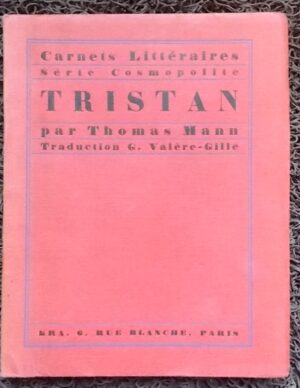 Carnets Littéraires
Série Cosmopolite
TRISTAN
par Thomas Mann
Traduction G. Valère-Gille
KRA. 6. RUE BLANCHE, PARIS